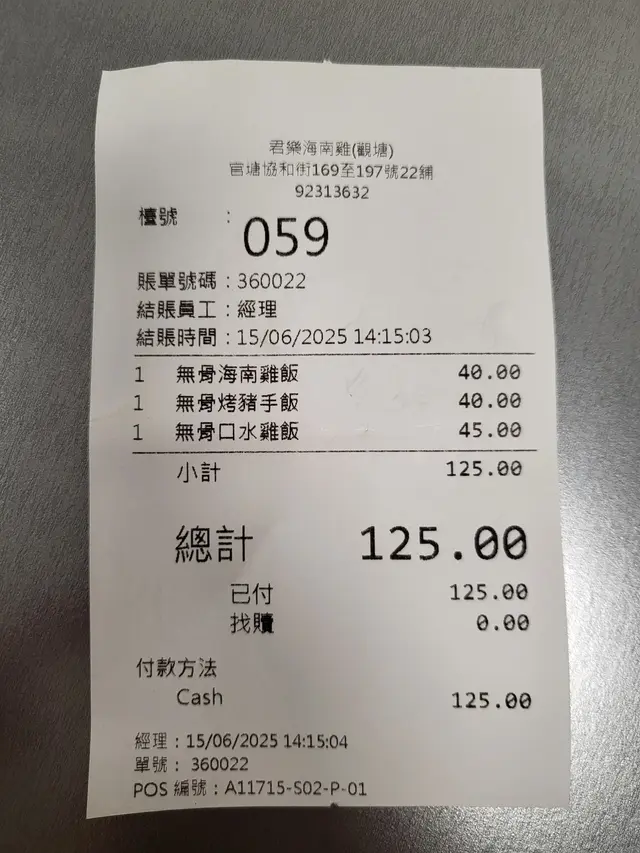 君樂海南雞(觀塘)
官塘協和街169至197號22舖
92313632
檯號 : 059
賬單號碼 : 360022
結賬員工 : 經理
結賬時間 : 15/06/2025 14:15:03
1 無骨海南雞飯 40.00
1 無骨烤豬手飯 40.00
1 無骨口水雞飯 45.00
小計 125.00
總計 125.00
已付 125.00
找贖 0.00
付款方法
Cash 125.00
經理 : 15/06/2025 14:15:04
單號 : 360022
POS 編號 : A11715-S02-P-01